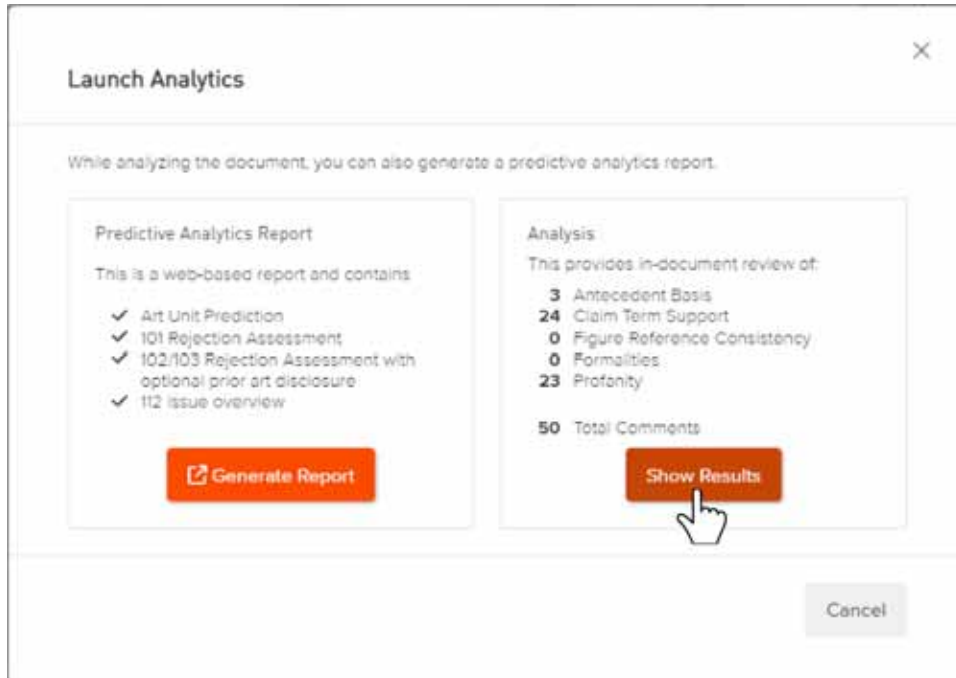 Launch Analytics
While analyzing the document, you can also generate a predictive analytics report.
Predictive Analytics Report
This is a web-based report and contains
Art Unit Prediction
101 Rejection Assessment
102/103 Rejection Assessment with
optional prior art disclosure
112 issue overview
Generate Report
Analysis
This provides in-document review of:
3 Antecedent Basis
24 Claim Term Support
0 Figure Reference Consistency
0 Formalities
23 Profanity
50 Total Comments
Show Results
Cancel